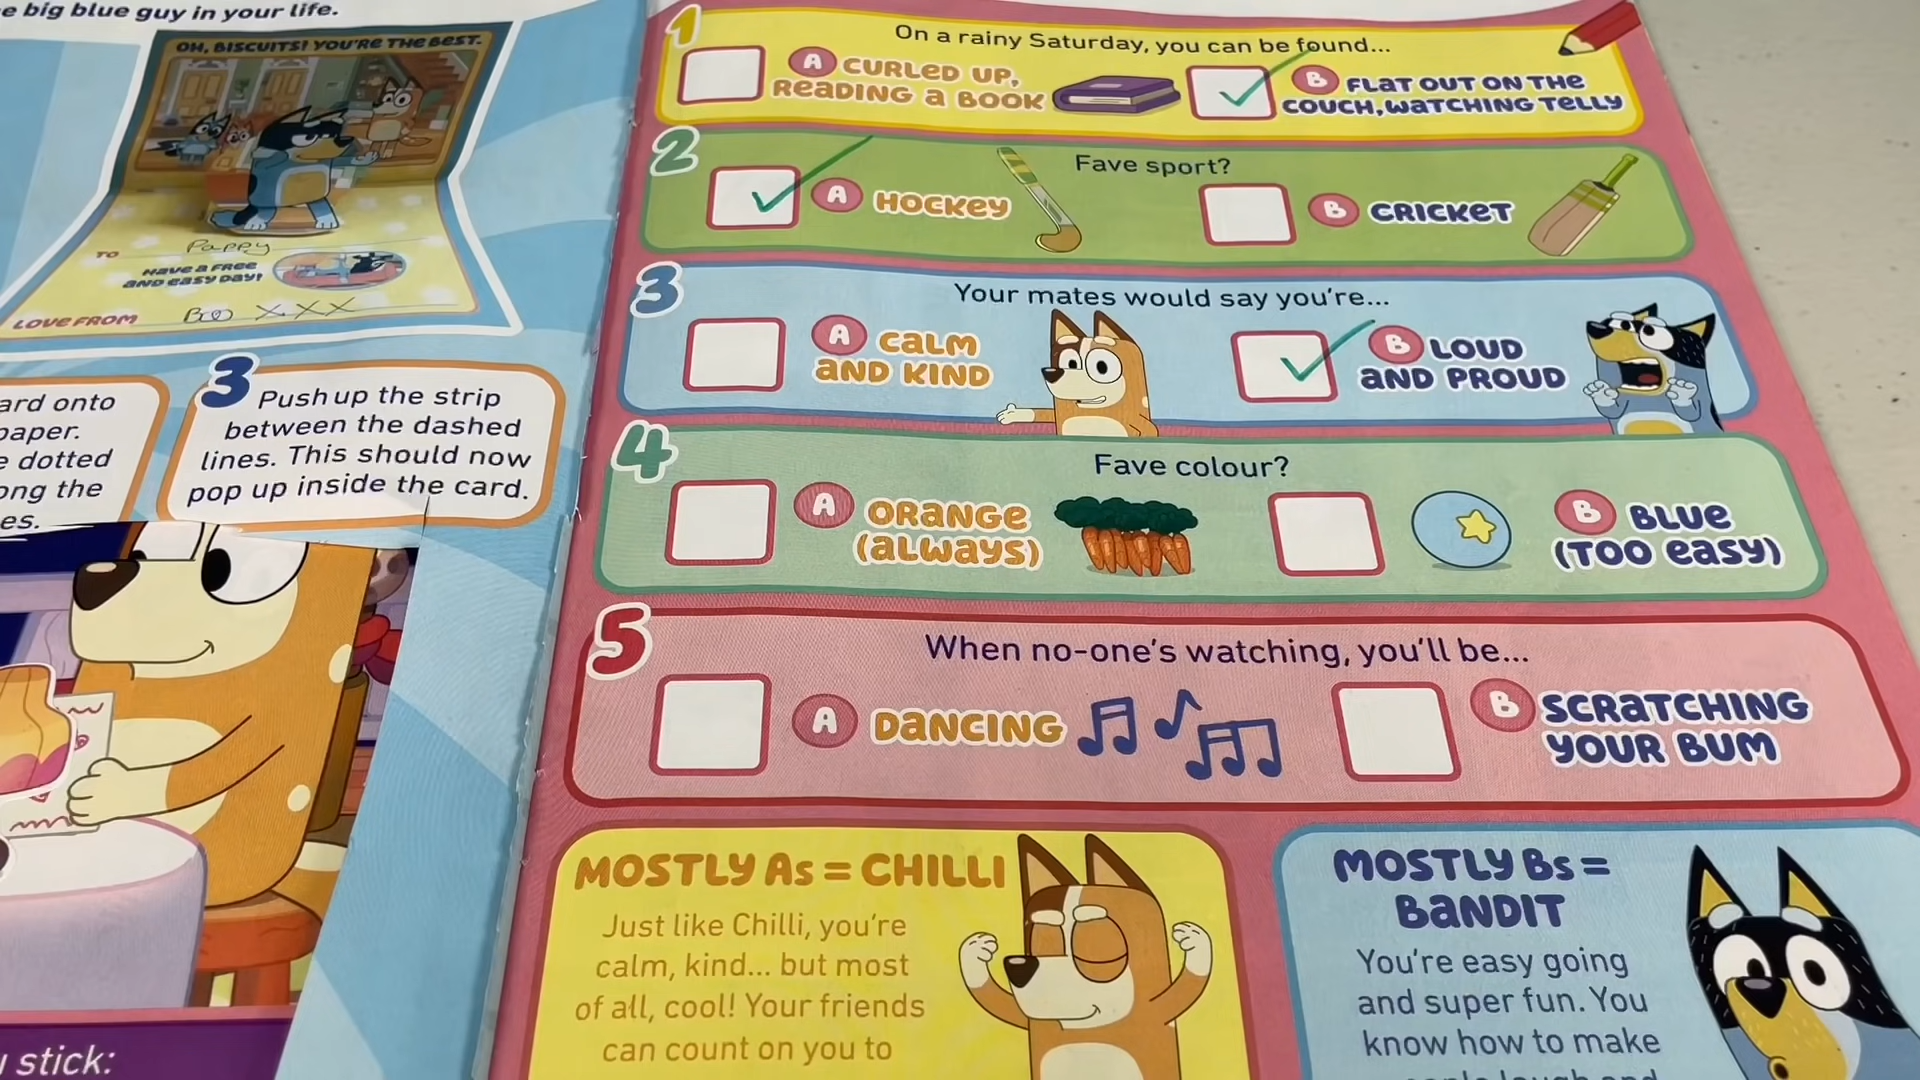 e big blue guy in your life.
OH, BISCUITS! YOU'RE THE BEST.
TO Pappy
HAVE A FREE
AND EASY DAY!
LOVE FROM Boo XXX
ard onto
paper.
e dotted
ong the
es.
3
Push up the strip
between the dashed
lines. This should now
pop up inside the card.
u stick:
1
On a rainy Saturday, you can be found...
A CURLED UP,
READING A BOOK
B FLAT OUT ON THE
COUCH, WATCHING TELLY
2
Fave sport?
A HOCKEY
B CRICKET
3
Your mates would say you're...
A CALM
AND KIND
B LOUD
AND PROUD
4
Fave colour?
A ORANGE
(ALWAYS)
B BLUE
(TOO EASY)
5
When no-one's watching, you'll be...
A DANCING
B SCRATCHING
YOUR BUM
MOSTLY As = CHILLI
Just like Chilli, you're
calm, kind... but most
of all, cool! Your friends
can count on you to
MOSTLY Bs =
BANDIT
You're easy going
and super fun. You
know how to make